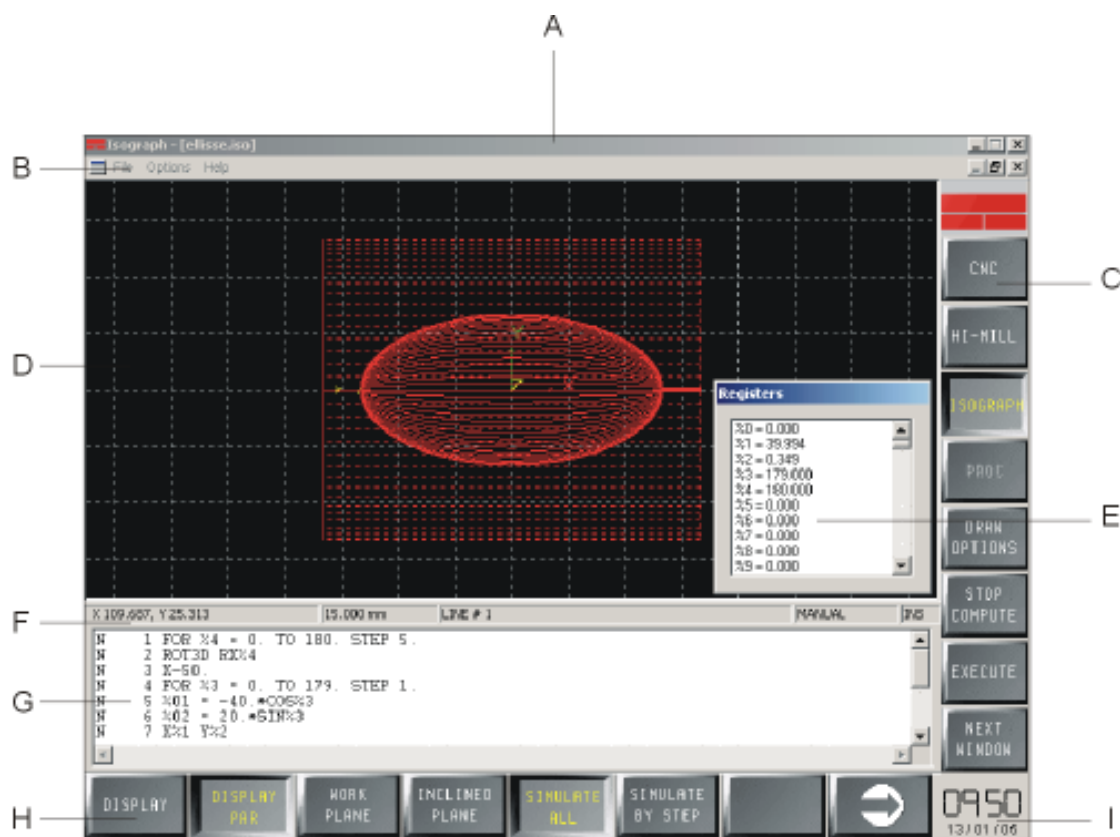 A
Isograph - [ellisse.iso]
B
File Options Help
CNC
C
HI-MILL
D
Registers
ISOGRAPH
%0 = 0.000
%1 = 39.994
%2 = 0.349
%3 = 179.000
%4 = 180.000
%5 = 0.000
%6 = 0.000
%7 = 0.000
%8 = 0.000
%9 = 0.000
PROC
E
DRAW
OPTIONS
STOP
COMPUTE
F
X 109.687, Y 25.313 15.000 mm LINE # 1 MANUAL INS
N 1 FOR %4 = 0. TO 180. STEP 5.
N 2 ROT3D RX%4
N 3 X-50.
N 4 FOR %3 = 0. TO 179. STEP 1.
N 5 %01 = -40.*COS%3
N 6 %02 = 20.*SIN%3
N 7 X%1 Y%2
G
EXECUTE
NEXT
WINDOW
H
DISPLAY
DISPLAY
PAR
WORK
PLANE
INCLINED
PLANE
SIMULATE
ALL
SIMULATE
BY STEP
0950
13/01/06
I